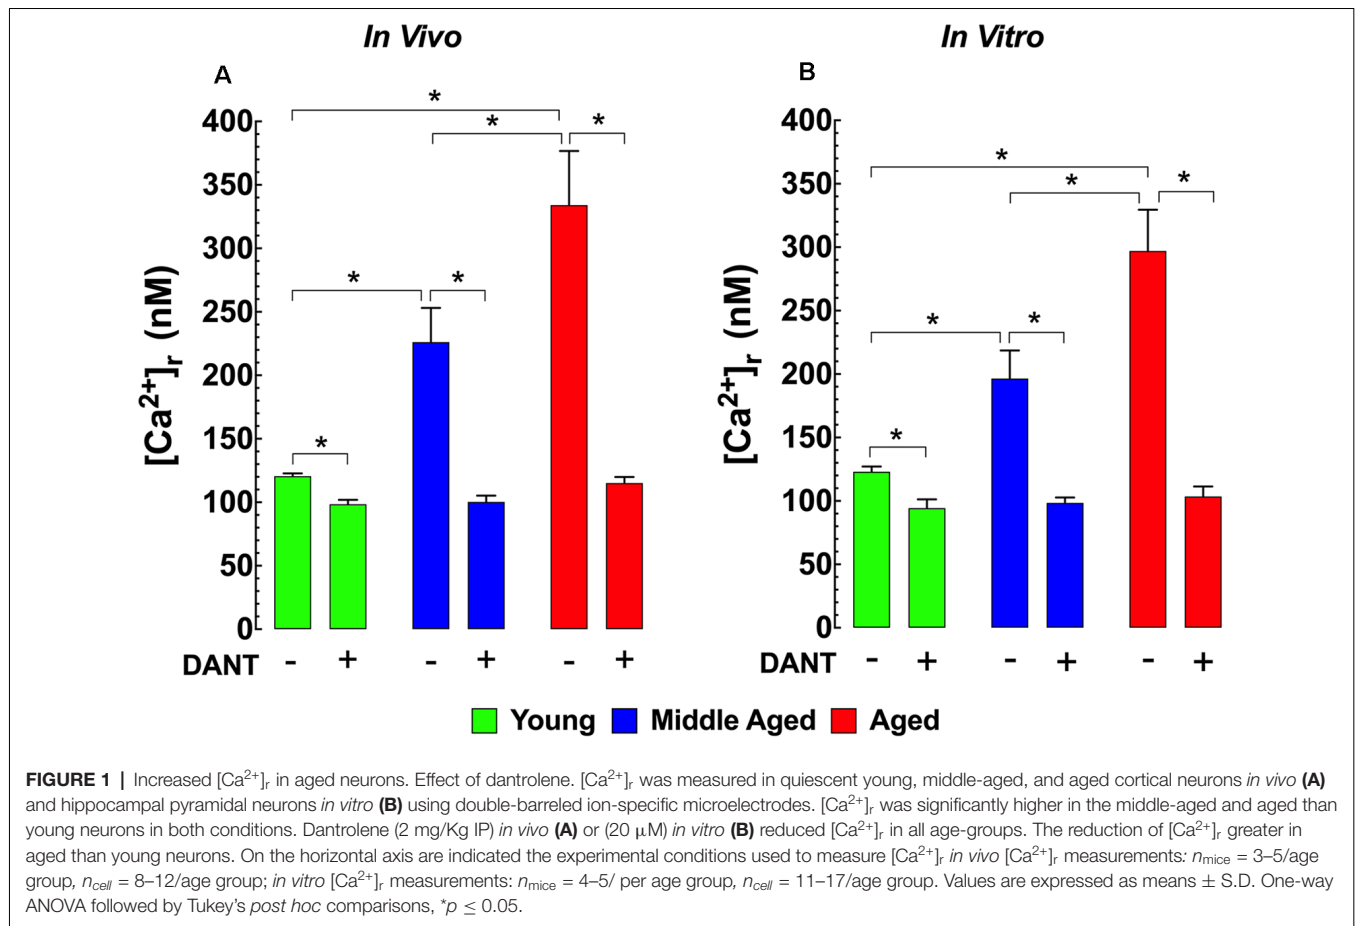 In Vivo
In Vitro
A
B
*
*
*
*
*
*
*
*
*
*
*
*
400
350
300
250
200
150
100
50
0
[Ca2+]r (nM)
400
350
300
250
200
150
100
50
0
[Ca2+]r (nM)
DANT - + - + - +
DANT - + - + - +
Young Middle Aged Aged
FIGURE 1 | Increased [Ca2+]r in aged neurons. Effect of dantrolene. [Ca2+]r was measured in quiescent young, middle-aged, and aged cortical neurons in vivo (A)
and hippocampal pyramidal neurons in vitro (B) using double-barreled ion-specific microelectrodes. [Ca2+]r was significantly higher in the middle-aged and aged than
young neurons in both conditions. Dantrolene (2 mg/Kg IP) in vivo (A) or (20 μM) in vitro (B) reduced [Ca2+]r in all age-groups. The reduction of [Ca2+]r greater in
aged than young neurons. On the horizontal axis are indicated the experimental conditions used to measure [Ca2+]r in vivo [Ca2+]r measurements: nmice = 3–5/age
group, ncell = 8–12/age group; in vitro [Ca2+]r measurements: nmice = 4–5/ per age group, ncell = 11–17/age group. Values are expressed as means ± S.D. One-way
ANOVA followed by Tukey's post hoc comparisons, *p ≤ 0.05.